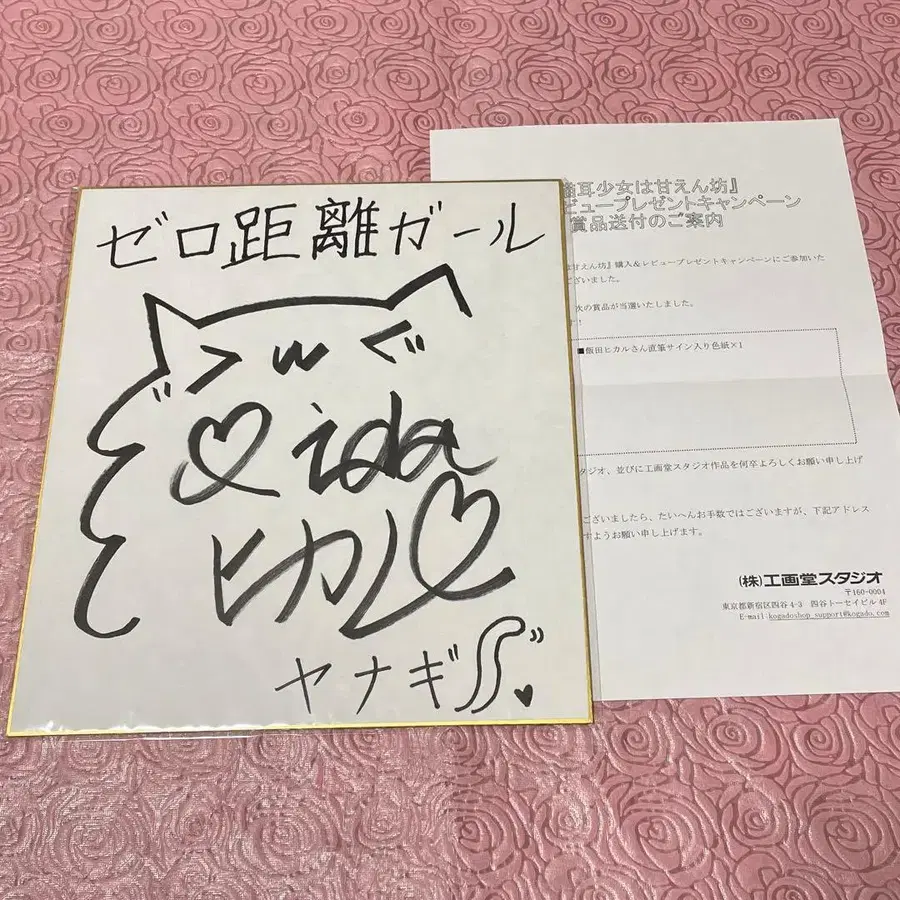 ゼロ距離ガール
iida
ヒカル
ヤナギ
耳少女は甘えん坊』
ビュープレゼントキャンペーン
賞品送付のご案内
は甘えん坊』購入&レビュープレゼントキャンペーンにご参加いた
ございました。
次の賞品が当選いたしました。
す!
■飯田ヒカルさん直筆サイン入り色紙×1
タジオ、並びに工画堂スタジオ作品を何卒よろしくお願い申し上げ
ございましたら、たいへんお手数ではございますが、下記アドレス
すようお願い申し上げます。
(株)工画堂スタジオ
〒160-0004
東京都新宿区四谷4-3 四谷トーセイビル4F
E-mail:kogadoshop_support@kogado.com